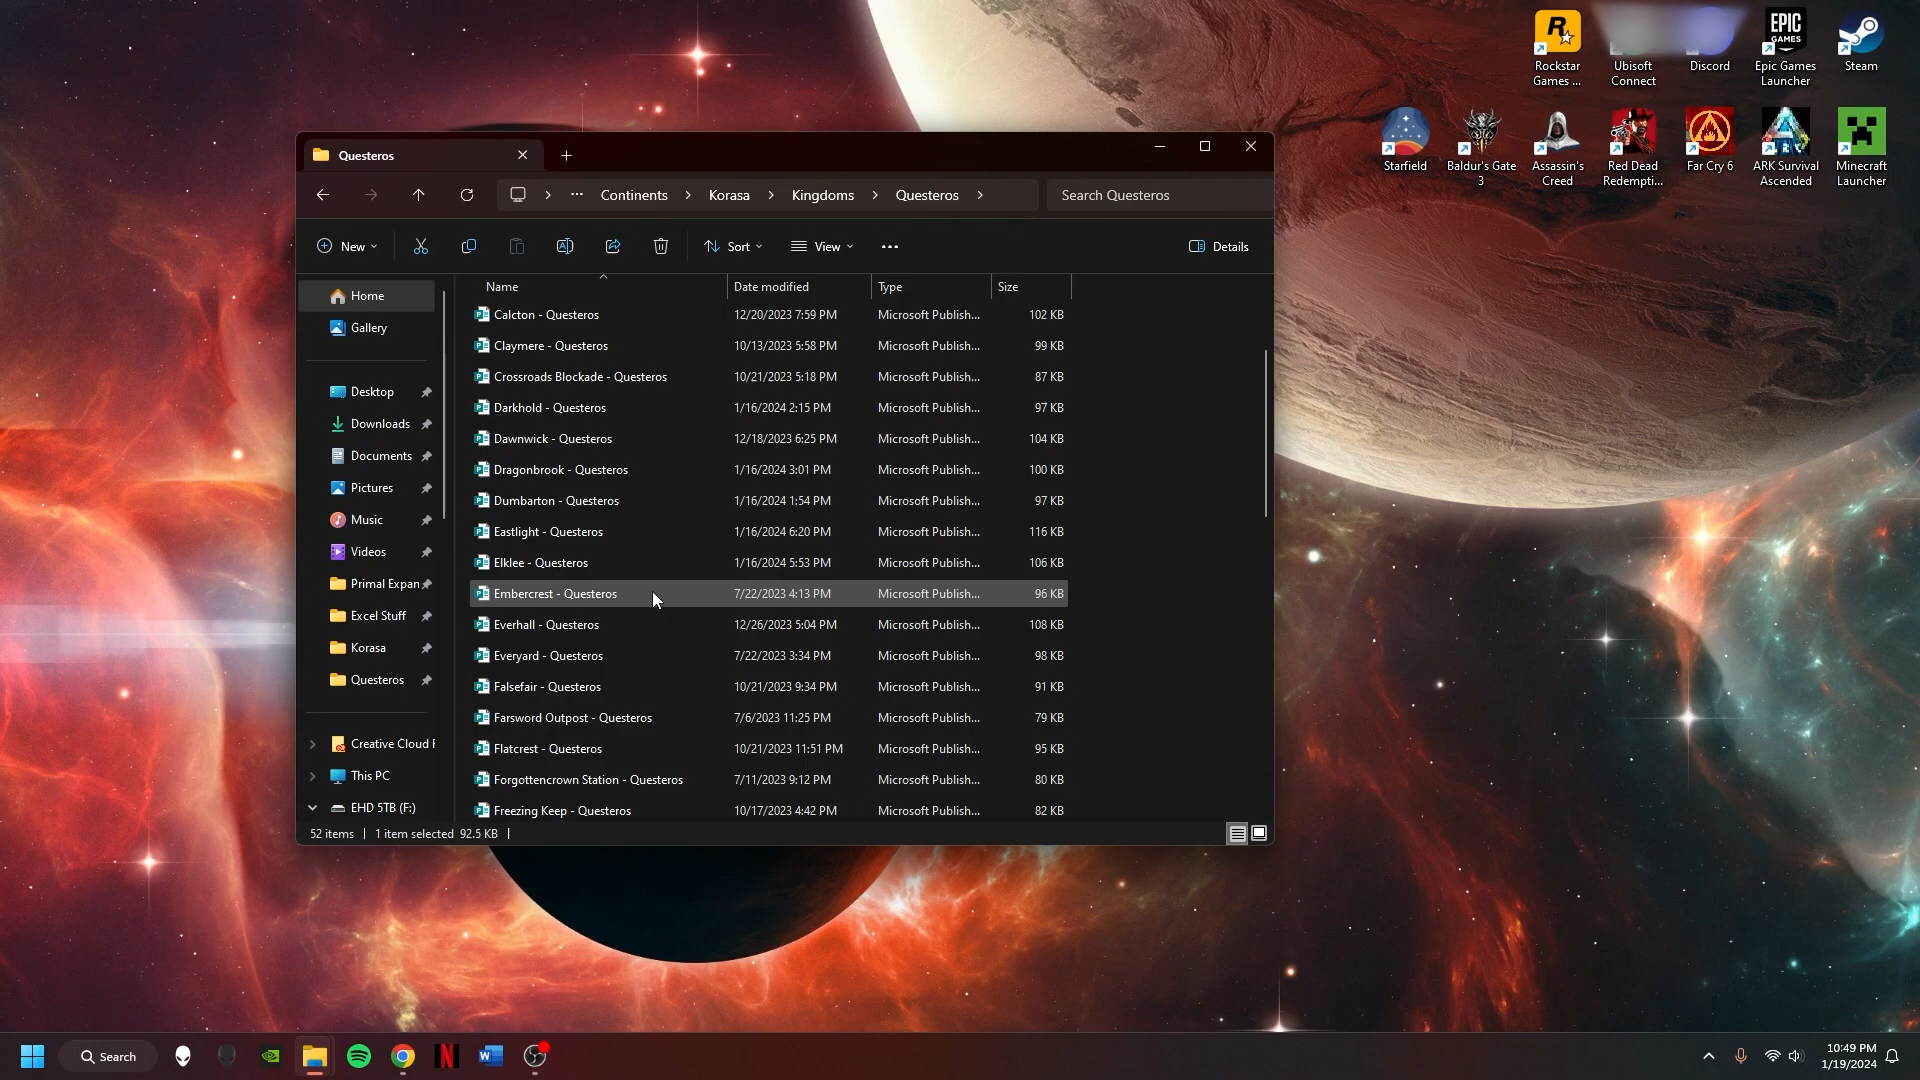 R
EPIC
GAMES
Rockstar
Games ...
Ubisoft
Connect
Discord
Epic Games
Launcher
Steam
Starfield
Baldur's Gate
3
Assassin's
Creed
Red Dead
Redempti...
Far Cry 6
ARK Survival
Ascended
Minecraft
Launcher
Questeros
Continents
Korasa
Kingdoms
Questeros
Search Questeros
New
Sort
View
Details
Home
Gallery
Desktop
Downloads
Documents
Pictures
Music
Videos
Primal Expan
Excel Stuff
Korasa
Questeros
Creative Cloud F
This PC
EHD 5TB (F:)
Name Date modified Type Size
Calcton - Questeros 12/20/2023 7:59 PM Microsoft Publish... 102 KB
Claymere - Questeros 10/13/2023 5:58 PM Microsoft Publish... 99 KB
Crossroads Blockade - Questeros 10/21/2023 5:18 PM Microsoft Publish... 87 KB
Darkhold - Questeros 1/16/2024 2:15 PM Microsoft Publish... 97 KB
Dawnwick - Questeros 12/18/2023 6:25 PM Microsoft Publish... 104 KB
Dragonbrook - Questeros 1/16/2024 3:01 PM Microsoft Publish... 100 KB
Dumbarton - Questeros 1/16/2024 1:54 PM Microsoft Publish... 97 KB
Eastlight - Questeros 1/16/2024 6:20 PM Microsoft Publish... 116 KB
Elklee - Questeros 1/16/2024 5:53 PM Microsoft Publish... 106 KB
Embercrest - Questeros 7/22/2023 4:13 PM Microsoft Publish... 96 KB
Everhall - Questeros 12/26/2023 5:04 PM Microsoft Publish... 108 KB
Everyard - Questeros 7/22/2023 3:34 PM Microsoft Publish... 98 KB
Falsefair - Questeros 10/21/2023 9:34 PM Microsoft Publish... 91 KB
Farsword Outpost - Questeros 7/6/2023 11:25 PM Microsoft Publish... 79 KB
Flatcrest - Questeros 10/21/2023 11:51 PM Microsoft Publish... 95 KB
Forgottencrown Station - Questeros 7/11/2023 9:12 PM Microsoft Publish... 80 KB
Freezing Keep - Questeros 10/17/2023 4:42 PM Microsoft Publish... 82 KB
52 items 1 item selected 92.5 KB
Search
N
W
10:49 PM
1/19/2024